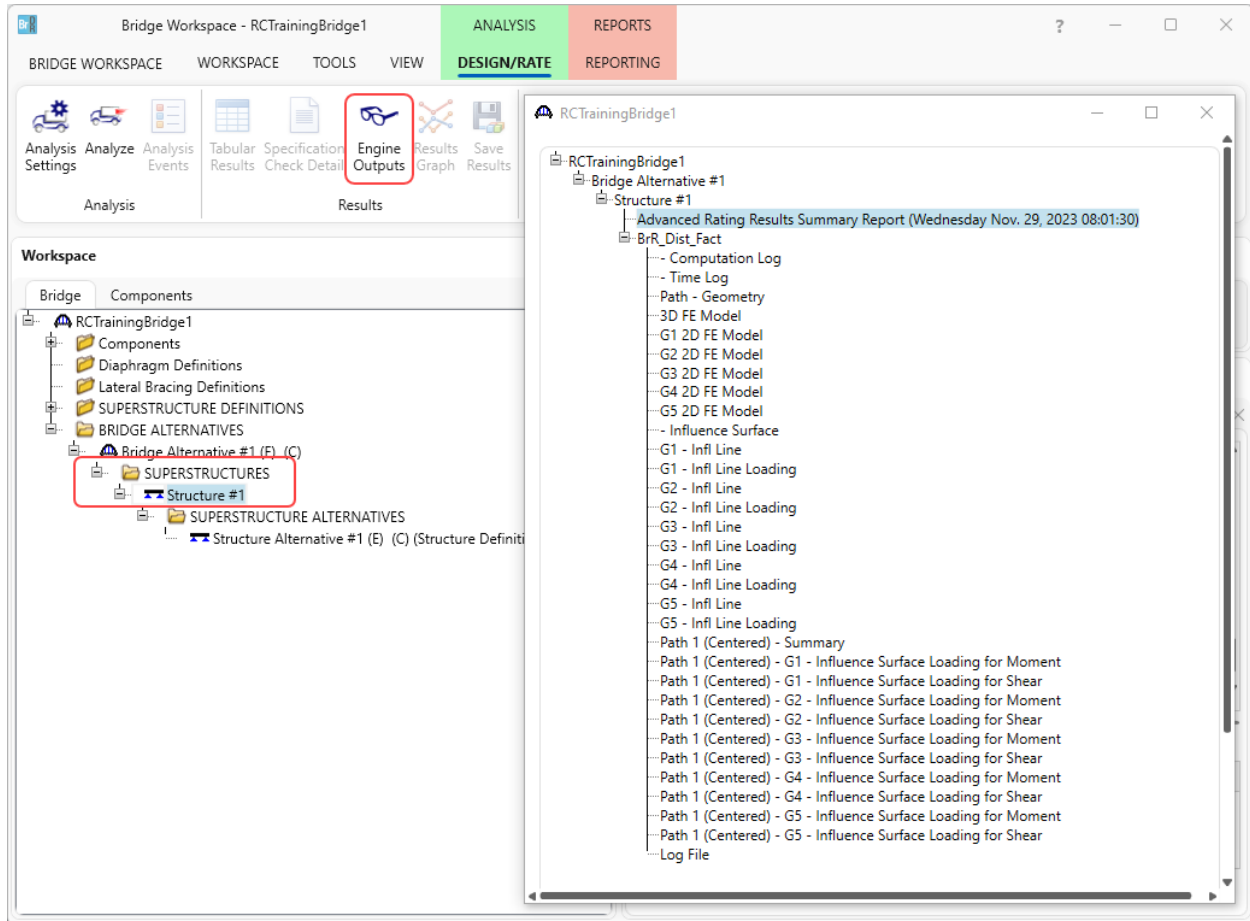 Bridge Workspace - RCTrainingBridge1
ANALYSIS
REPORTS
?
BRIDGE WORKSPACE
WORKSPACE
TOOLS
VIEW
DESIGN/RATE
REPORTING
Analysis Settings
Analyze
Analysis Events
Tabular Results
Specification Check Detail
Engine Outputs
Results Graph
Save Results
Analysis
Results
Workspace
Bridge
Components
RCTrainingBridge1
Components
Diaphragm Definitions
Lateral Bracing Definitions
SUPERSTRUCTURE DEFINITIONS
BRIDGE ALTERNATIVES
Bridge Alternative #1 (E) (C)
SUPERSTRUCTURES
Structure #1
SUPERSTRUCTURE ALTERNATIVES
Structure Alternative #1 (E) (C) (Structure Definiti
RCTrainingBridge1
RCTrainingBridge1
Bridge Alternative #1
Structure #1
Advanced Rating Results Summary Report (Wednesday Nov. 29, 2023 08:01:30)
BrR_Dist_Fact
- Computation Log
- Time Log
Path - Geometry
3D FE Model
G1 2D FE Model
G2 2D FE Model
G3 2D FE Model
G4 2D FE Model
G5 2D FE Model
- Influence Surface
G1 - Infl Line
G1 - Infl Line Loading
G2 - Infl Line
G2 - Infl Line Loading
G3 - Infl Line
G3 - Infl Line Loading
G4 - Infl Line
G4 - Infl Line Loading
G5 - Infl Line
G5 - Infl Line Loading
Path 1 (Centered) - Summary
Path 1 (Centered) - G1 - Influence Surface Loading for Moment
Path 1 (Centered) - G1 - Influence Surface Loading for Shear
Path 1 (Centered) - G2 - Influence Surface Loading for Moment
Path 1 (Centered) - G2 - Influence Surface Loading for Shear
Path 1 (Centered) - G3 - Influence Surface Loading for Moment
Path 1 (Centered) - G3 - Influence Surface Loading for Shear
Path 1 (Centered) - G4 - Influence Surface Loading for Moment
Path 1 (Centered) - G4 - Influence Surface Loading for Shear
Path 1 (Centered) - G5 - Influence Surface Loading for Moment
Path 1 (Centered) - G5 - Influence Surface Loading for Shear
Log File